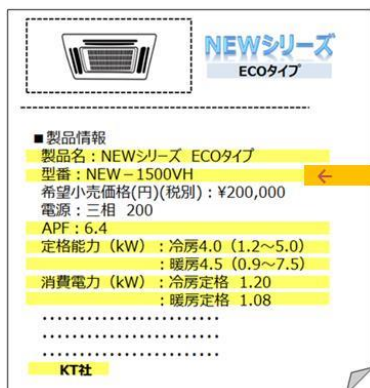 NEWシリーズ
ECOタイプ
■製品情報
製品名：NEWシリーズ ECOタイプ
型番：NEW－1500VH
希望小売価格(円)(税別)：¥200,000
電源：三相 200
APF：6.4
定格能力（kW）：冷房4.0（1.2～5.0）
：暖房4.5（0.9～7.5）
消費電力（kW）：冷房定格 1.20
：暖房定格 1.08
KT社